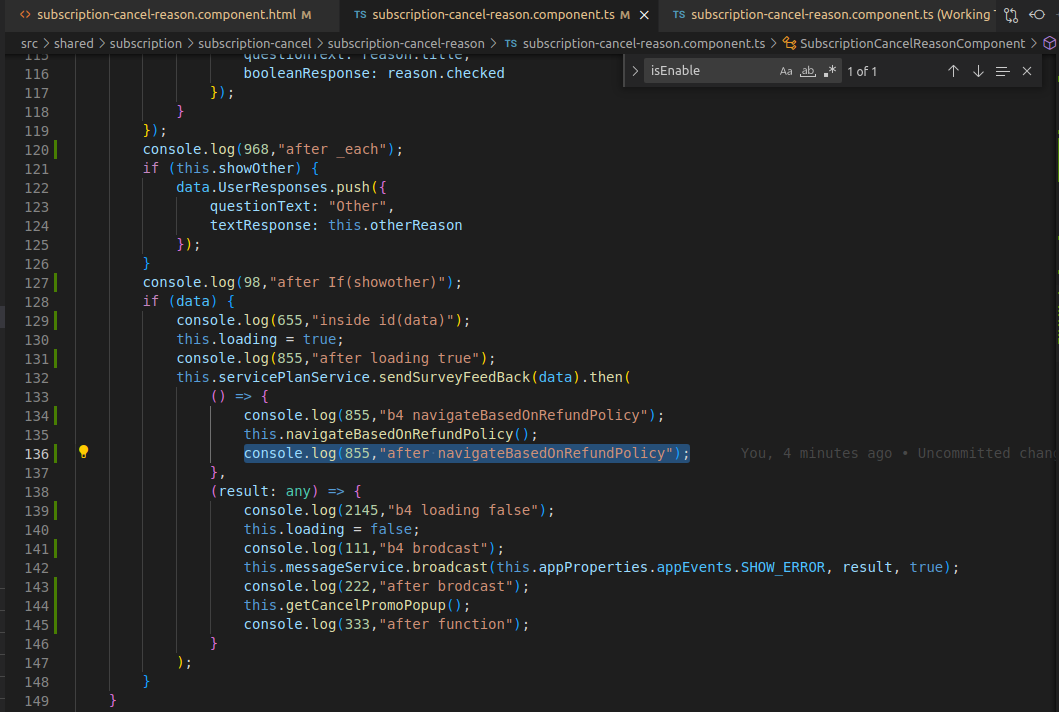 subscription-cancel-reason.component.html M
TS subscription-cancel-reason.component.ts M
TS subscription-cancel-reason.component.ts (Working
src > shared > subscription > subscription-cancel > subscription-cancel-reason > TS subscription-cancel-reason.component.ts > SubscriptionCancelReasonComponent >
isEnable Aa ab .* 1 of 1
115 questionText: reason.title,
116 booleanResponse: reason.checked
117 });
118 }
119 });
120 console.log(968,"after _each");
121 if (this.showOther) {
122 data.UserResponses.push({
123 questionText: "Other",
124 textResponse: this.otherReason
125 });
126 }
127 console.log(98,"after If(showother)");
128 if (data) {
129 console.log(655,"inside id(data)");
130 this.loading = true;
131 console.log(855,"after loading true");
132 this.servicePlanService.sendSurveyFeedBack(data).then(
133 () => {
134 console.log(855,"b4 navigateBasedOnRefundPolicy");
135 this.navigateBasedOnRefundPolicy();
136 console.log(855,"after navigateBasedOnRefundPolicy"); You, 4 minutes ago • Uncommitted chan
137 },
138 (result: any) => {
139 console.log(2145,"b4 loading false");
140 this.loading = false;
141 console.log(111,"b4 brodcast");
142 this.messageService.broadcast(this.appProperties.appEvents.SHOW_ERROR, result, true);
143 console.log(222,"after brodcast");
144 this.getCancelPromoPopup();
145 console.log(333,"after function");
146 }
147 );
148 }
149 }